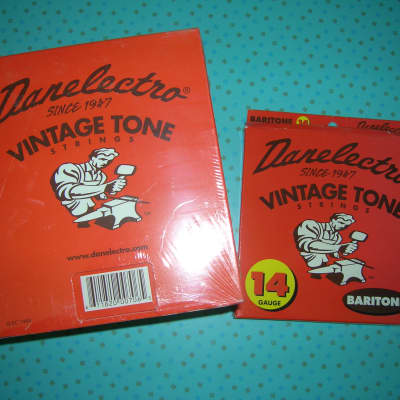 Danelectro®
SINCE 1947
VINTAGE TONE
STRINGS
www.danelectro.com
BARITONE 14
Danelectro
Danelectro
SINCE 1947
VINTAGE TONE
STRINGS
14
GAUGE
BARITONE